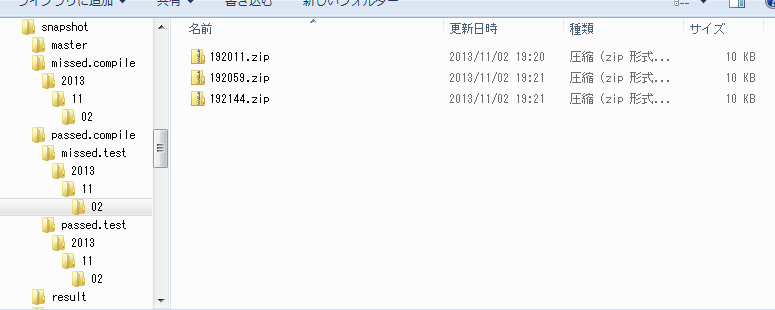 ライブラリに追加 共有 書き込む 新しいフォルダー
snapshot
master
missed.compile
2013
11
02
passed.compile
missed.test
2013
11
02
passed.test
2013
11
02
result
名前 更新日時 種類 サイズ
192011.zip 2013/11/02 19:20 圧縮 (zip 形式... 10 KB
192059.zip 2013/11/02 19:21 圧縮 (zip 形式... 10 KB
192144.zip 2013/11/02 19:21 圧縮 (zip 形式... 10 KB